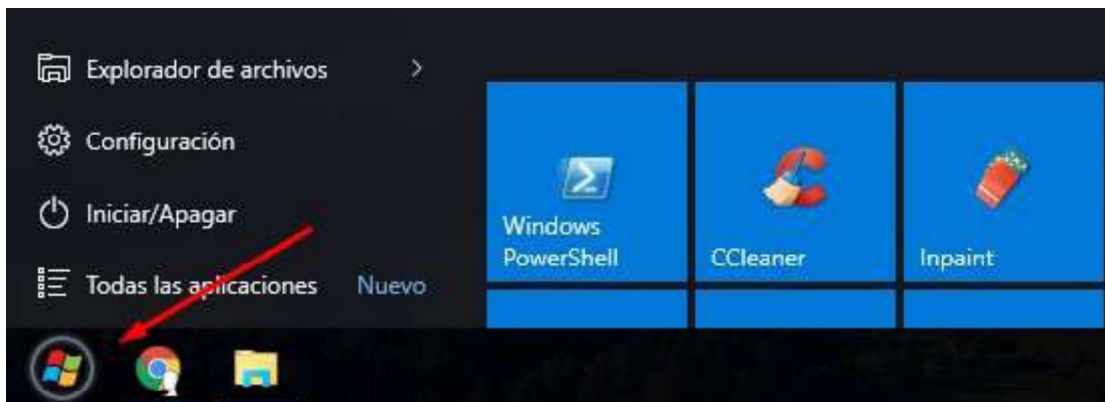 Explorador de archivos
Configuración
Iniciar/Apagar
Todas las aplicaciones Nuevo
Windows
PowerShell
CCleaner
Inpaint